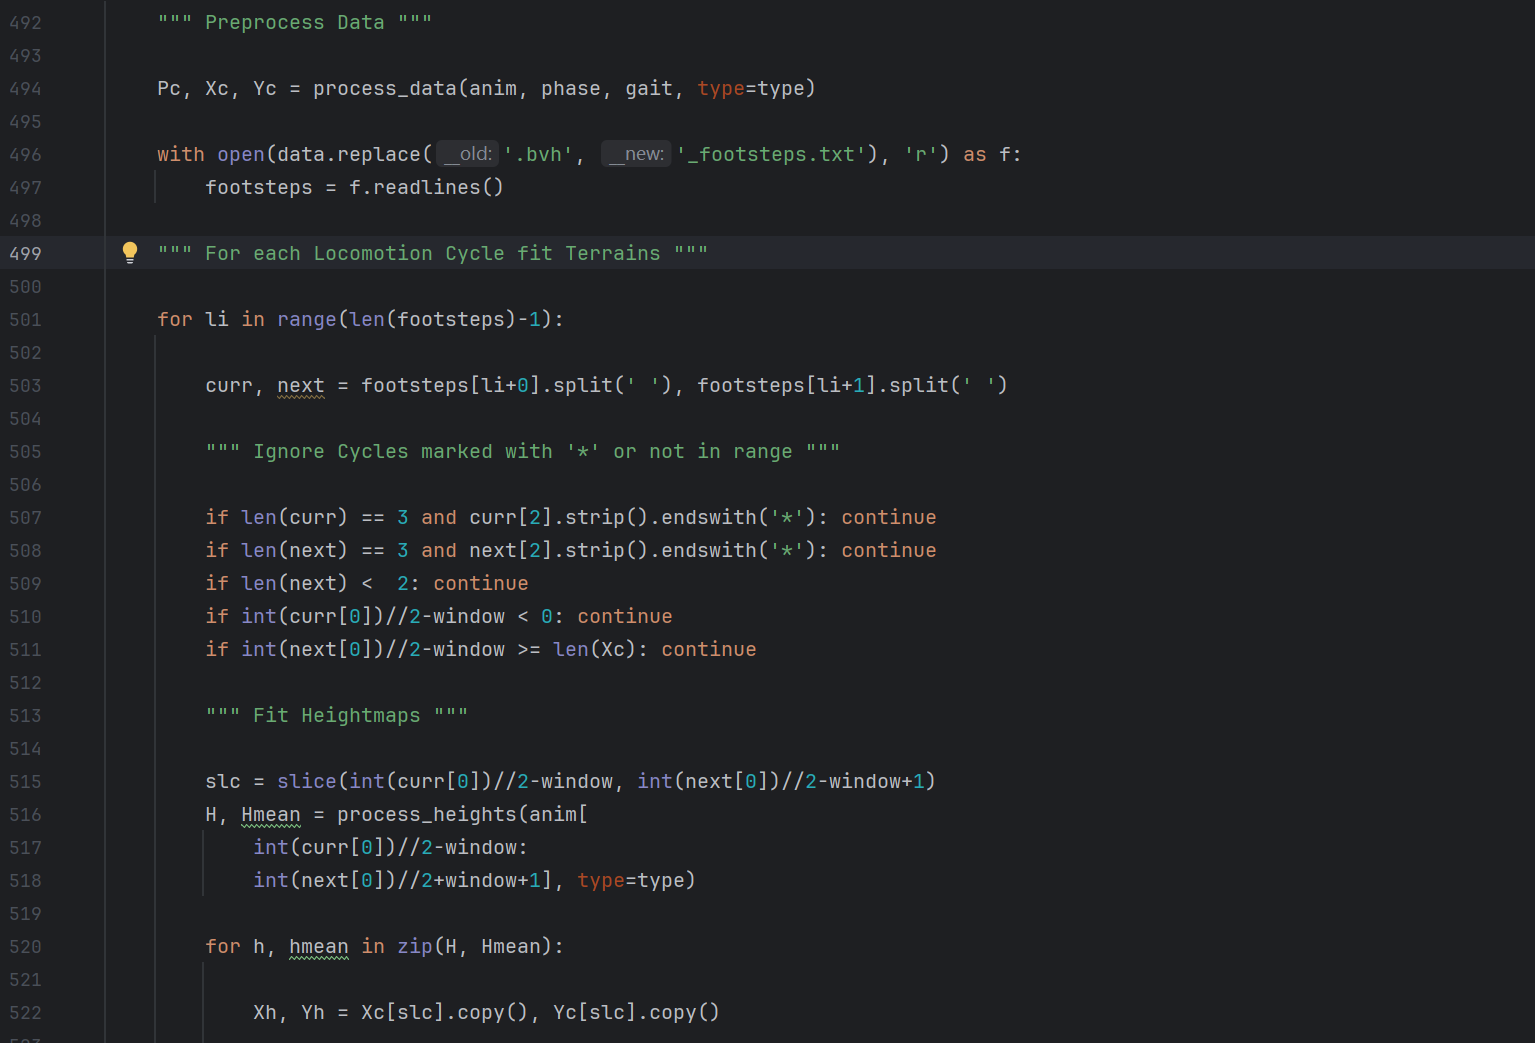 492 """ Preprocess Data """
493
494 Pc, Xc, Yc = process_data(anim, phase, gait, type=type)
495
496 with open(data.replace( __old: '.bvh', __new: '_footsteps.txt'), 'r') as f:
497 footsteps = f.readlines()
498
499 """ For each Locomotion Cycle fit Terrains """
500
501 for li in range(len(footsteps)-1):
502
503 curr, next = footsteps[li+0].split(' '), footsteps[li+1].split(' ')
504
505 """ Ignore Cycles marked with '*' or not in range """
506
507 if len(curr) == 3 and curr[2].strip().endswith('*'): continue
508 if len(next) == 3 and next[2].strip().endswith('*'): continue
509 if len(next) <  2: continue
510 if int(curr[0])//2-window < 0: continue
511 if int(next[0])//2-window >= len(Xc): continue
512
513 """ Fit Heightmaps """
514
515 slc = slice(int(curr[0])//2-window, int(next[0])//2-window+1)
516 H, Hmean = process_heights(anim[
517 int(curr[0])//2-window:
518 int(next[0])//2+window+1], type=type)
519
520 for h, hmean in zip(H, Hmean):
521
522 Xh, Yh = Xc[slc].copy(), Yc[slc].copy()